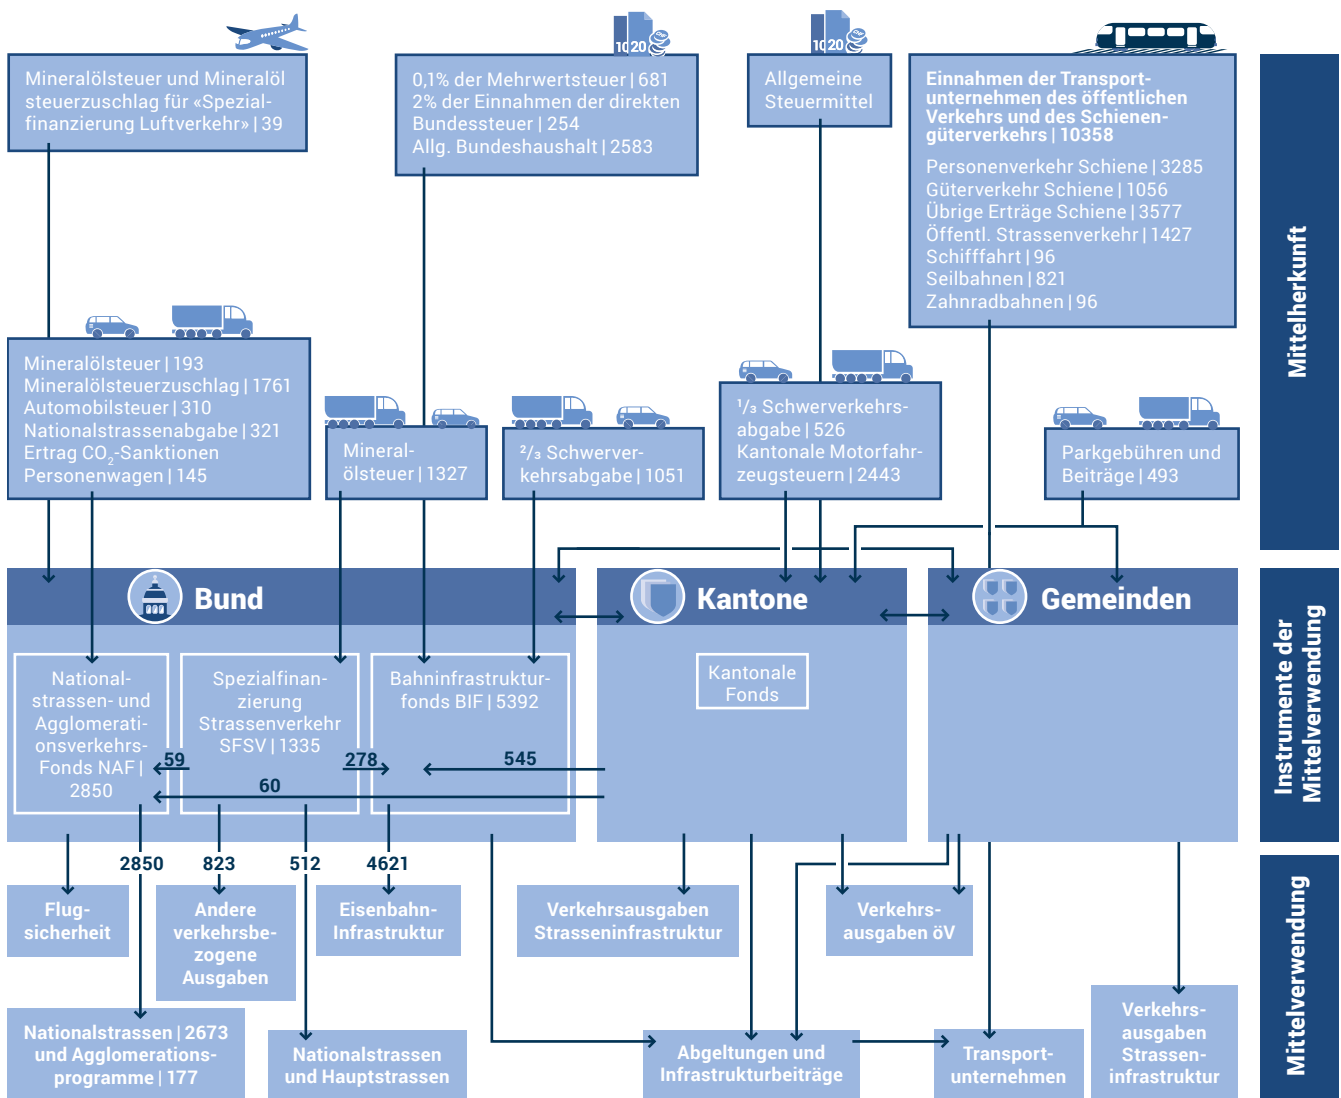 Mineralölsteuer und Mineralöl
steuerzuschlag für «Spezial-
finanzierung Luftverkehr» | 39
1020
0,1% der Mehrwertsteuer | 681
2% der Einnahmen der direkten
Bundessteuer | 254
Allg. Bundeshaushalt | 2583
1020
Allgemeine
Steuermittel
Einnahmen der Transport-
unternehmen des öffentlichen
Verkehrs und des Schienen-
güterverkehrs | 10358
Personenverkehr Schiene | 3285
Güterverkehr Schiene | 1056
Übrige Erträge Schiene | 3577
Öffentl. Strassenverkehr | 1427
Schifffahrt | 96
Seilbahnen | 821
Zahnradbahnen | 96
Mittelherkunft
Mineralölsteuer | 193
Mineralölsteuerzuschlag | 1761
Automobilsteuer | 310
Nationalstrassenabgabe | 321
Ertrag CO2-Sanktionen
Personenwagen | 145
Mineral-
ölsteuer | 1327
²/₃ Schwerver-
kehrsabgabe | 1051
¹/₃ Schwerverkehrs-
abgabe | 526
Kantonale Motorfahr-
zeugsteuern | 2443
Parkgebühren und
Beiträge | 493
Bund
Kantone
Gemeinden
Instrumente der
Mittelverwendung
National-
strassen- und
Agglomerati-
onsverkehrs-
Fonds NAF |
2850
Spezialfinan-
zierung
Strassenverkehr
SFSV | 1335
Bahninfrastruktur-
fonds BIF | 5392
Kantonale
Fonds
59
278
545
60
2850
823
512
4621
Mittelverwendung
Flug-
sicherheit
Andere
verkehrsbe-
zogene
Ausgaben
Eisenbahn-
Infrastruktur
Verkehrsausgaben
Strasseninfrastruktur
Verkehrs-
ausgaben öV
Nationalstrassen | 2673
und Agglomerations-
programme | 177
Nationalstrassen
und Hauptstrassen
Abgeltungen und
Infrastrukturbeiträge
Transport-
unternehmen
Verkehrs-
ausgaben
Strassen-
infrastruktur